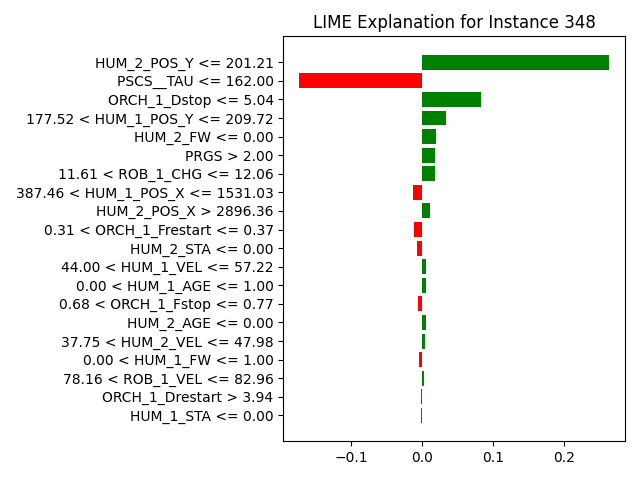 LIME Explanation for Instance 348
HUM_2_POS_Y <= 201.21
PSCS__TAU <= 162.00
ORCH_1_Dstop <= 5.04
177.52 < HUM_1_POS_Y <= 209.72
HUM_2_FW <= 0.00
PRGS > 2.00
11.61 < ROB_1_CHG <= 12.06
387.46 < HUM_1_POS_X <= 1531.03
HUM_2_POS_X > 2896.36
0.31 < ORCH_1_Frestart <= 0.37
HUM_2_STA <= 0.00
44.00 < HUM_1_VEL <= 57.22
0.00 < HUM_1_AGE <= 1.00
0.68 < ORCH_1_Fstop <= 0.77
HUM_2_AGE <= 0.00
37.75 < HUM_2_VEL <= 47.98
0.00 < HUM_1_FW <= 1.00
78.16 < ROB_1_VEL <= 82.96
ORCH_1_Drestart > 3.94
HUM_1_STA <= 0.00
−0.1 0.0 0.1 0.2